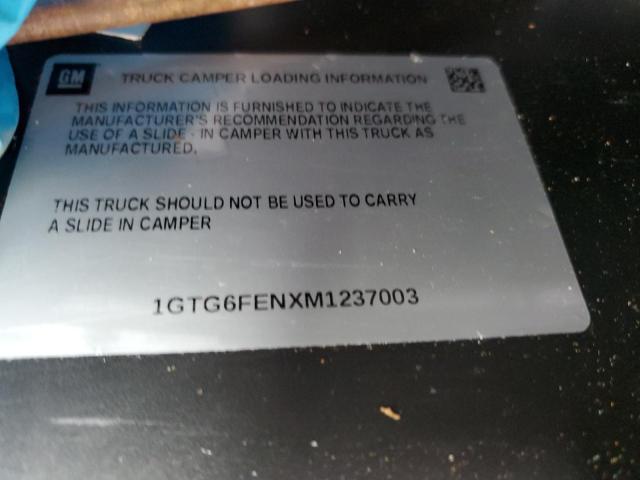 GM TRUCK CAMPER LOADING INFORMATION
THIS INFORMATION IS FURNISHED TO INDICATE THE
MANUFACTURER'S RECOMMENDATION REGARDING THE
USE OF A SLIDE - IN CAMPER WITH THIS TRUCK AS
MANUFACTURED.
THIS TRUCK SHOULD NOT BE USED TO CARRY
A SLIDE IN CAMPER
1GTG6FENXM1237003